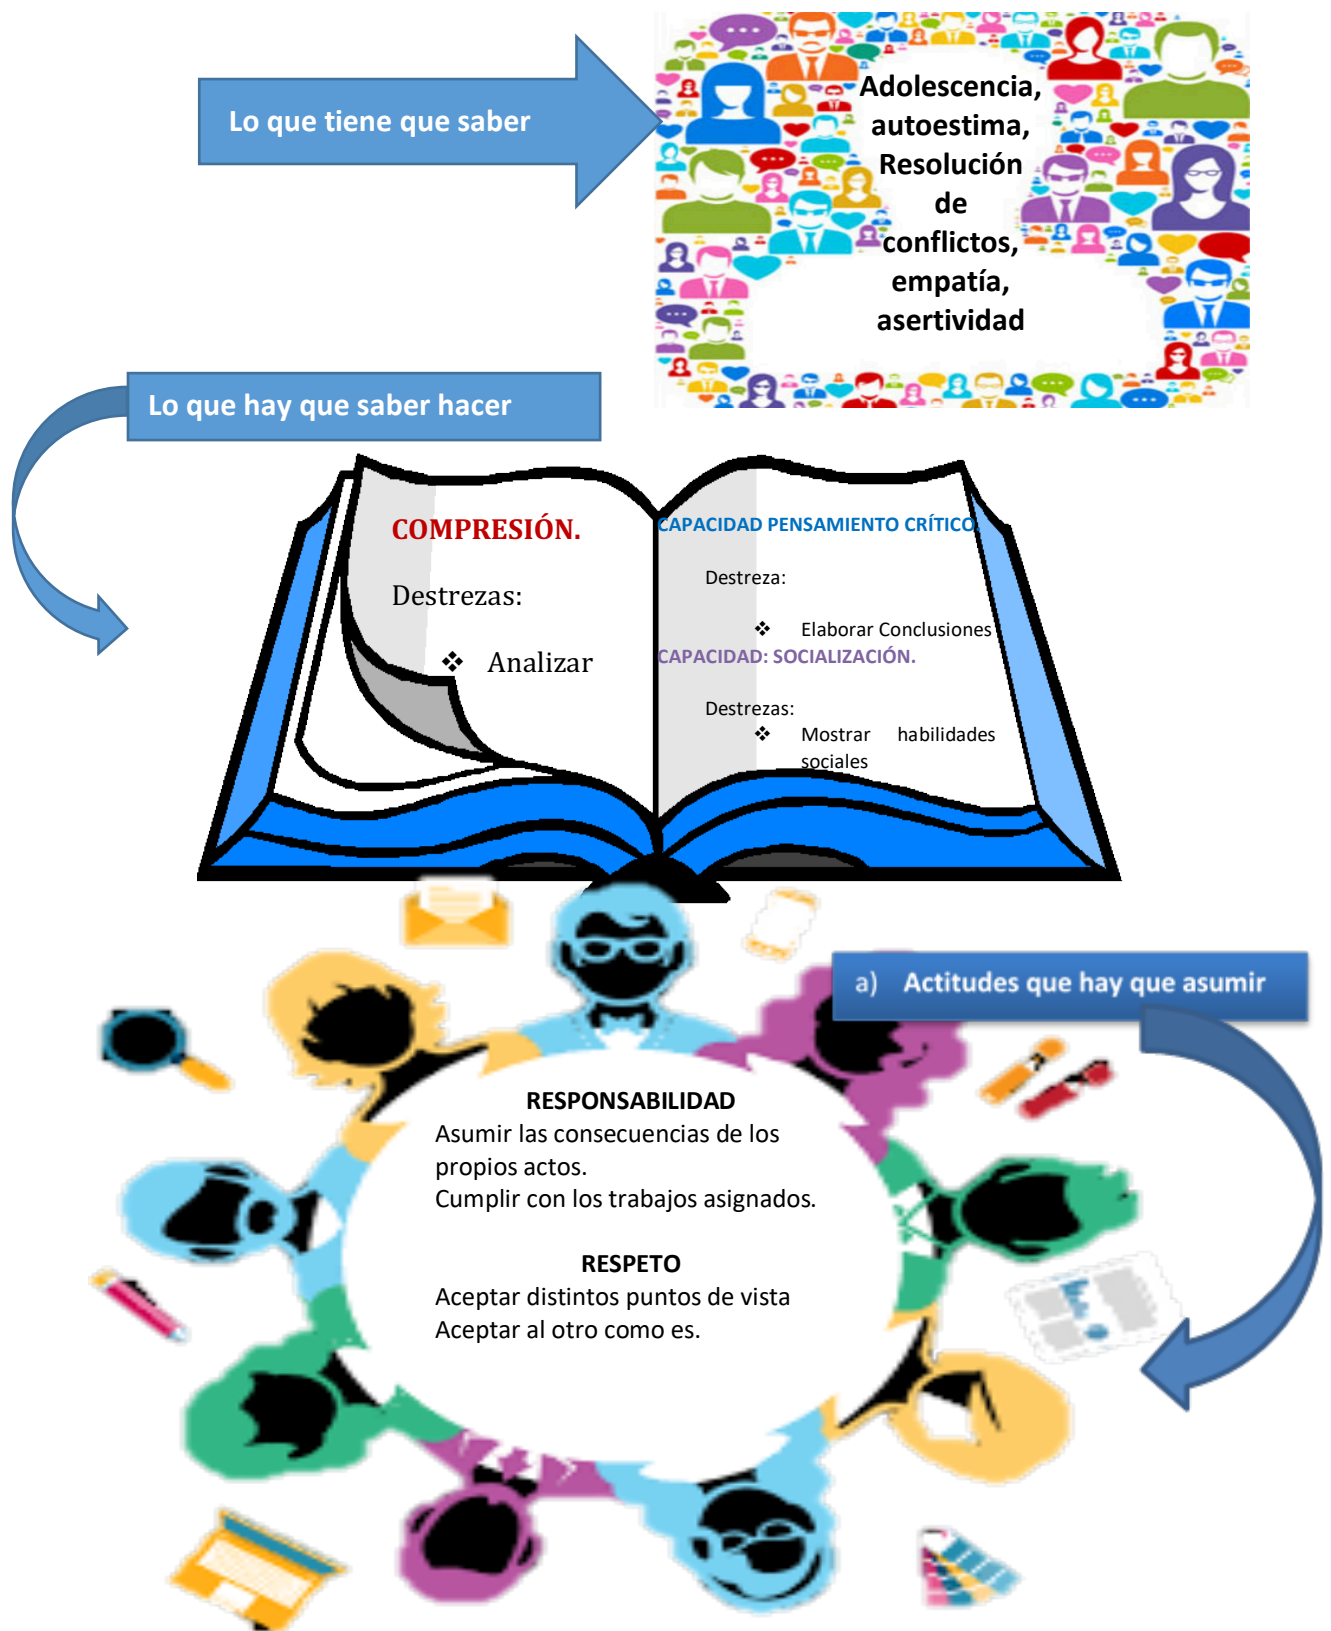 Lo que tiene que saber
Adolescencia,
autoestima,
Resolución
de
conflictos,
empatía,
asertividad
Lo que hay que saber hacer
COMPRESIÓN.
Destrezas:
❖ Analizar
CAPACIDAD PENSAMIENTO CRÍTICO.
Destreza:
❖ Elaborar Conclusiones
CAPACIDAD: SOCIALIZACIÓN.
Destrezas:
❖ Mostrar habilidades
sociales
a) Actitudes que hay que asumir
RESPONSABILIDAD
Asumir las consecuencias de los
propios actos.
Cumplir con los trabajos asignados.
RESPETO
Aceptar distintos puntos de vista
Aceptar al otro como es.